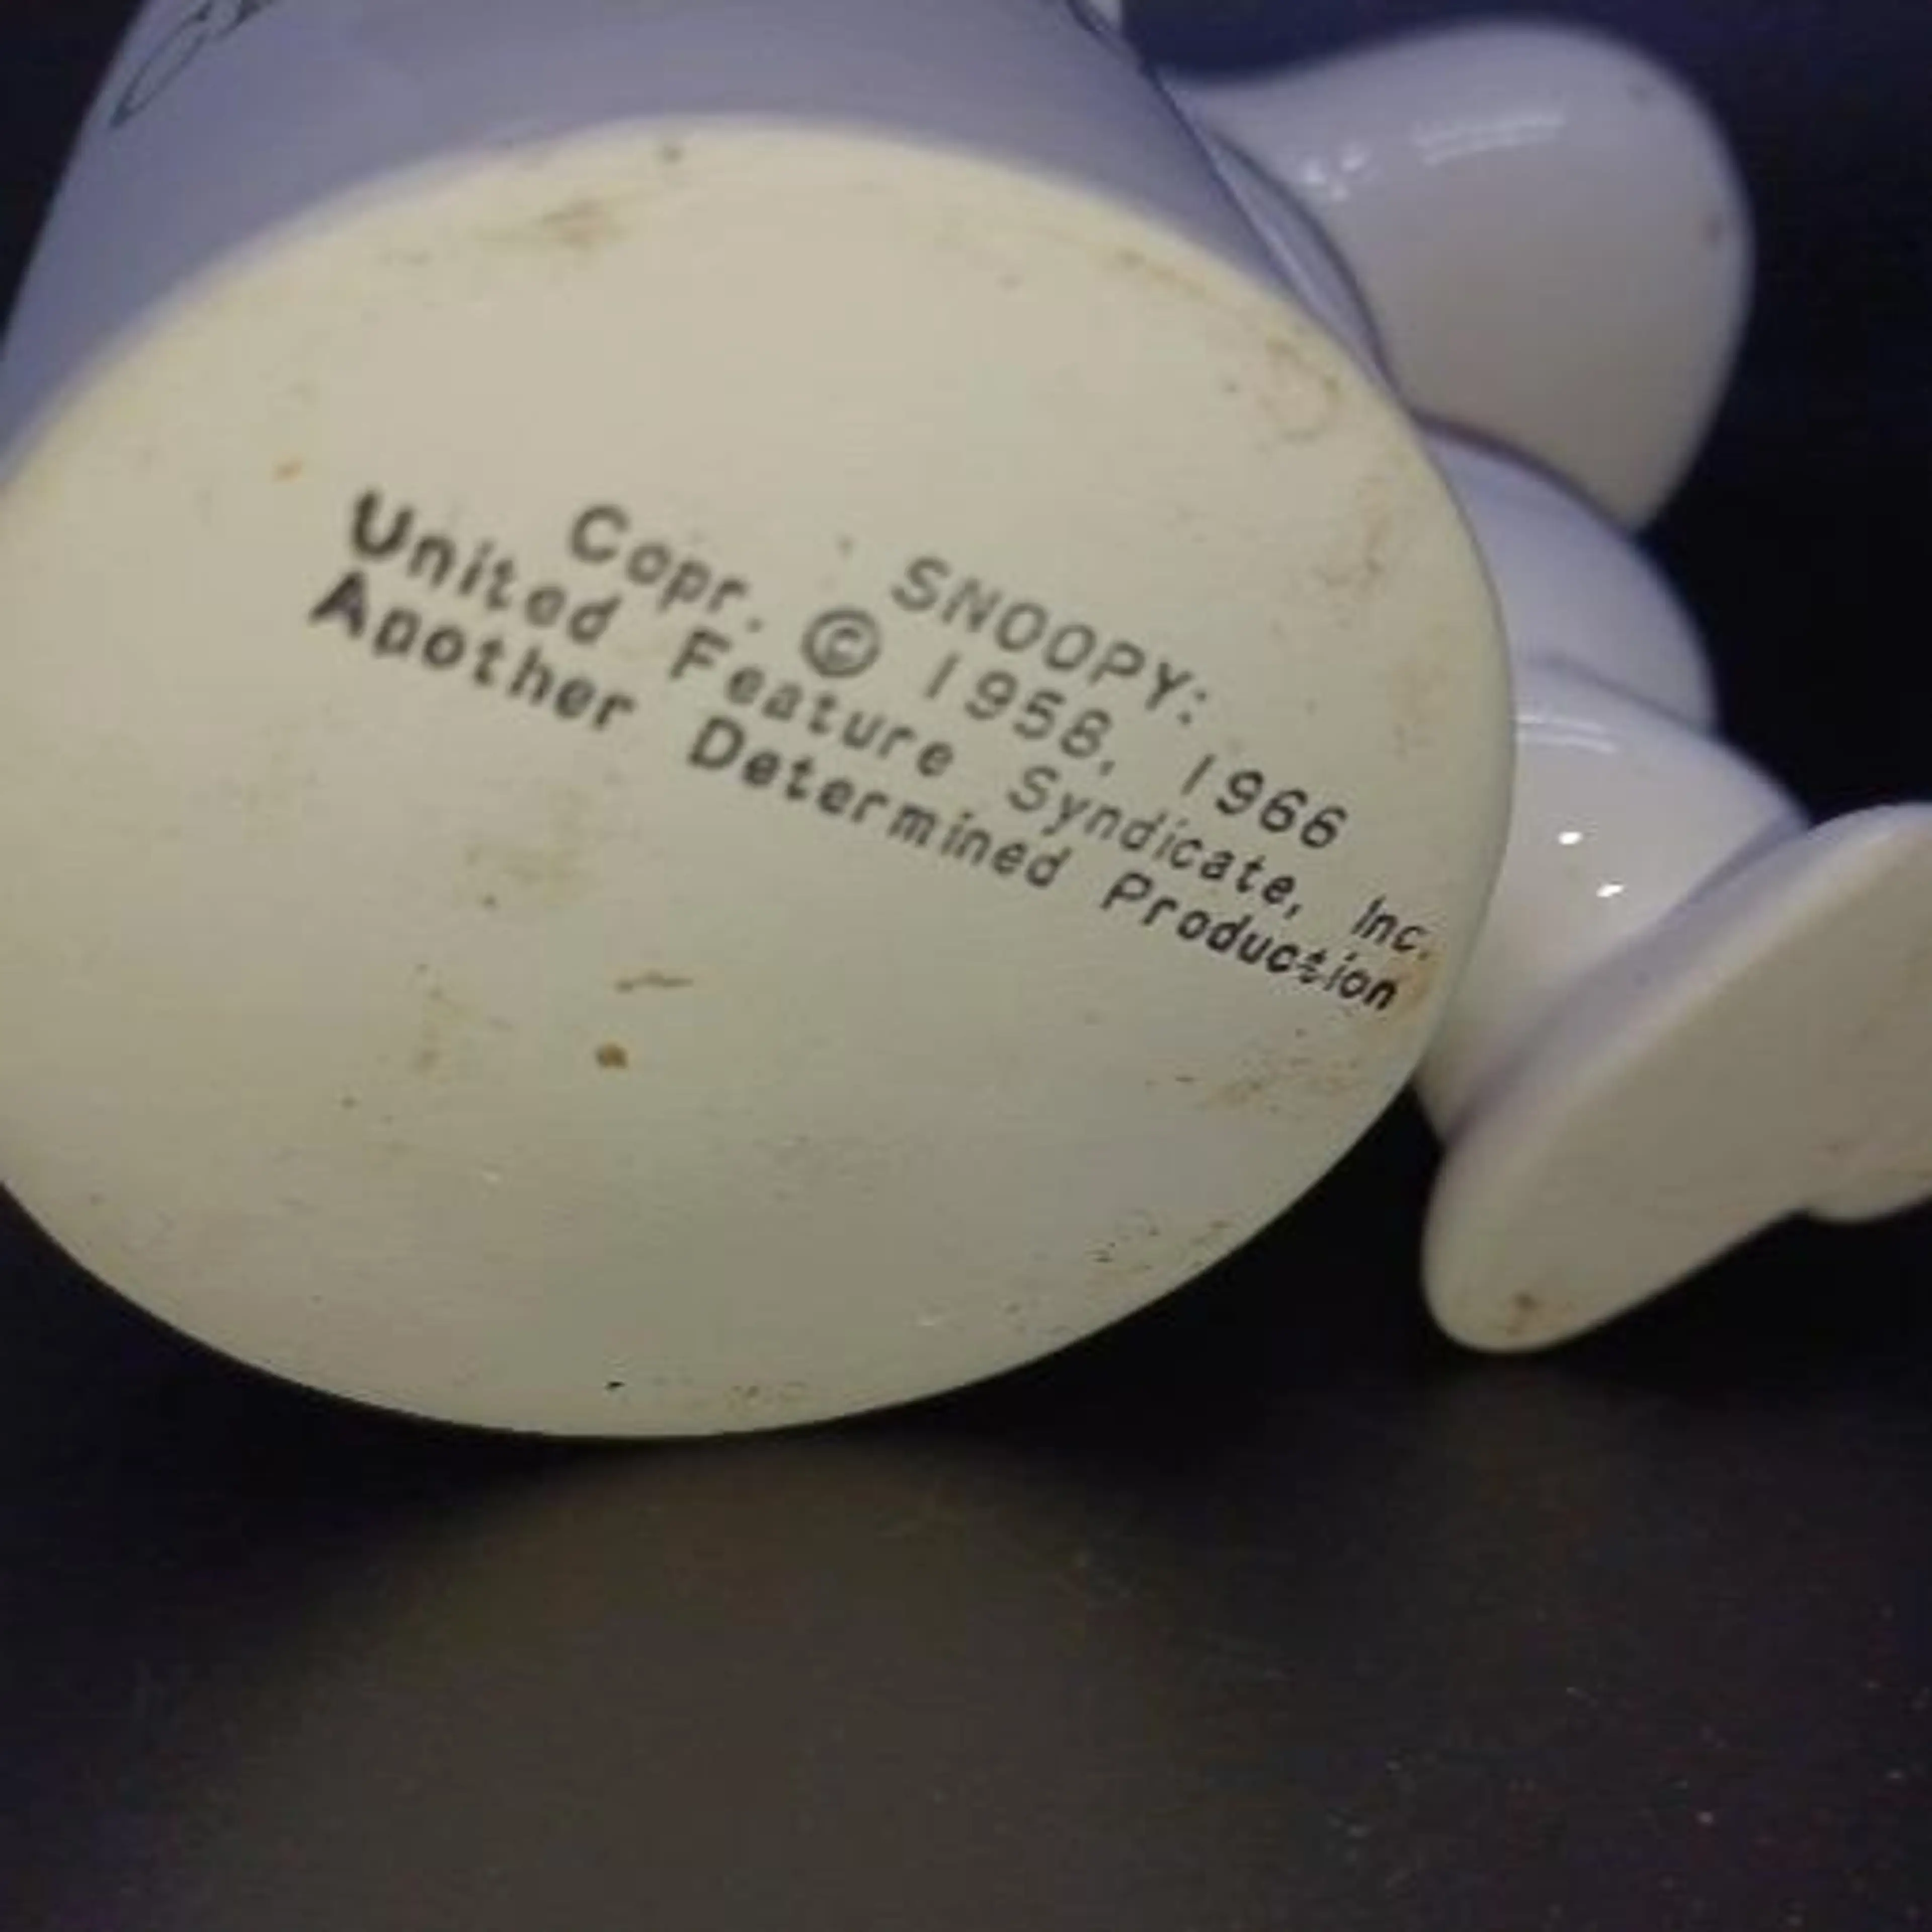 SNOOPY:
Copr. © 1958, 1966
United Feature Syndicate, Inc.
Another Determined Production